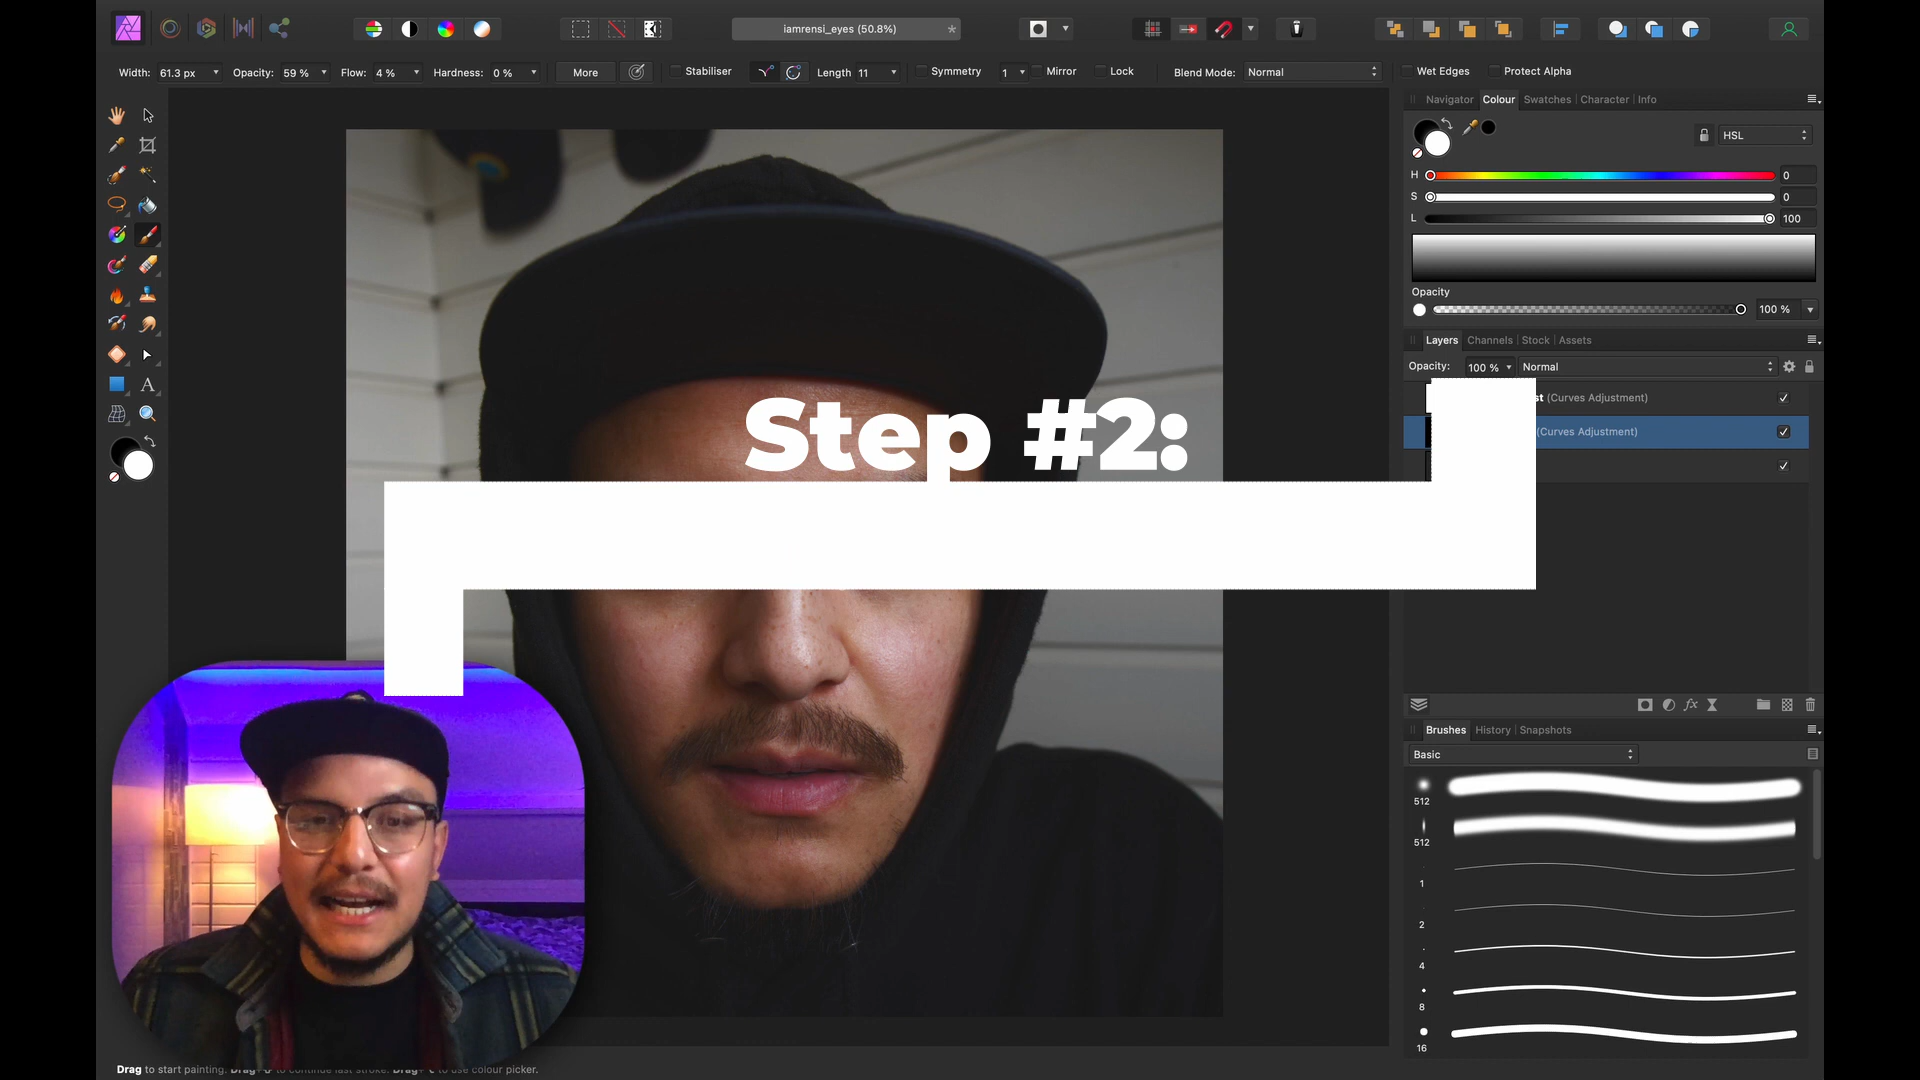 iamrensi_eyes (50.8%)
*
Width: 61.3 px Opacity: 59 % Flow: 4 % Hardness: 0 % More Stabiliser Length 11 Symmetry 1 Mirror Lock Blend Mode: Normal Wet Edges Protect Alpha
Navigator Colour Swatches Character Info
HSL
H 0
S 0
L 100
Opacity
100 %
Layers Channels Stock Assets
Opacity: 100 % Normal
st (Curves Adjustment)
(Curves Adjustment)
Step #2:
A
Brushes History Snapshots
Basic
512
512
1
2
4
8
16
Drag to start painting. to continue last stroke. to use colour picker.